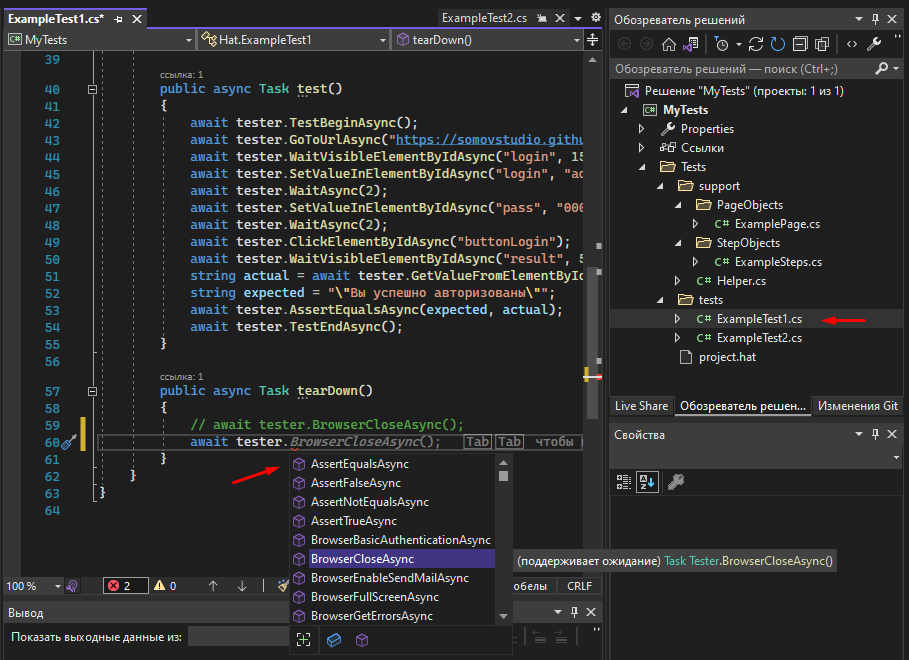 ExampleTest1.cs*
ExampleTest2.cs
MyTests
Hat.ExampleTest1
tearDown()
39
ссылка: 1
40 public async Task test()
41 {
42 await tester.TestBeginAsync();
43 await tester.GoToUrlAsync("https://somovstudio.githu
44 await tester.WaitVisibleElementByIdAsync("login", 15
45 await tester.SetValueInElementByIdAsync("login", "ad
46 await tester.WaitAsync(2);
47 await tester.SetValueInElementByIdAsync("pass", "000
48 await tester.WaitAsync(2);
49 await tester.ClickElementByIdAsync("buttonLogin");
50 await tester.WaitVisibleElementByIdAsync("result", 5
51 string actual = await tester.GetValueFromElementById
52 string expected = "\"Вы успешно авторизованы\"";
53 await tester.AssertEqualsAsync(expected, actual);
54 await tester.TestEndAsync();
55 }
56
ссылка: 1
57 public async Task tearDown()
58 {
59 // await tester.BrowserCloseAsync();
60 await tester.BrowserCloseAsync(); Tab Tab чтобы
61 }
62 }
63 }
64
AssertEqualsAsync
AssertFalseAsync
AssertNotEqualsAsync
AssertTrueAsync
BrowserBasicAuthenticationAsync
BrowserCloseAsync
BrowserEnableSendMailAsync
BrowserFullScreenAsync
BrowserGetErrorsAsync
(поддерживает ожидание) Task Tester.BrowserCloseAsync()
100 %
2
0
обелы
CRLF
Вывод
Показать выходные данные из:
Обозреватель решений
Обозреватель решений — поиск (Ctrl+;)
Решение "MyTests" (проекты: 1 из 1)
C# MyTests
Properties
Ссылки
Tests
support
PageObjects
C# ExamplePage.cs
StepObjects
C# ExampleSteps.cs
C# Helper.cs
tests
C# ExampleTest1.cs
C# ExampleTest2.cs
project.hat
Live Share
Обозреватель решен...
Изменения Git
Свойства